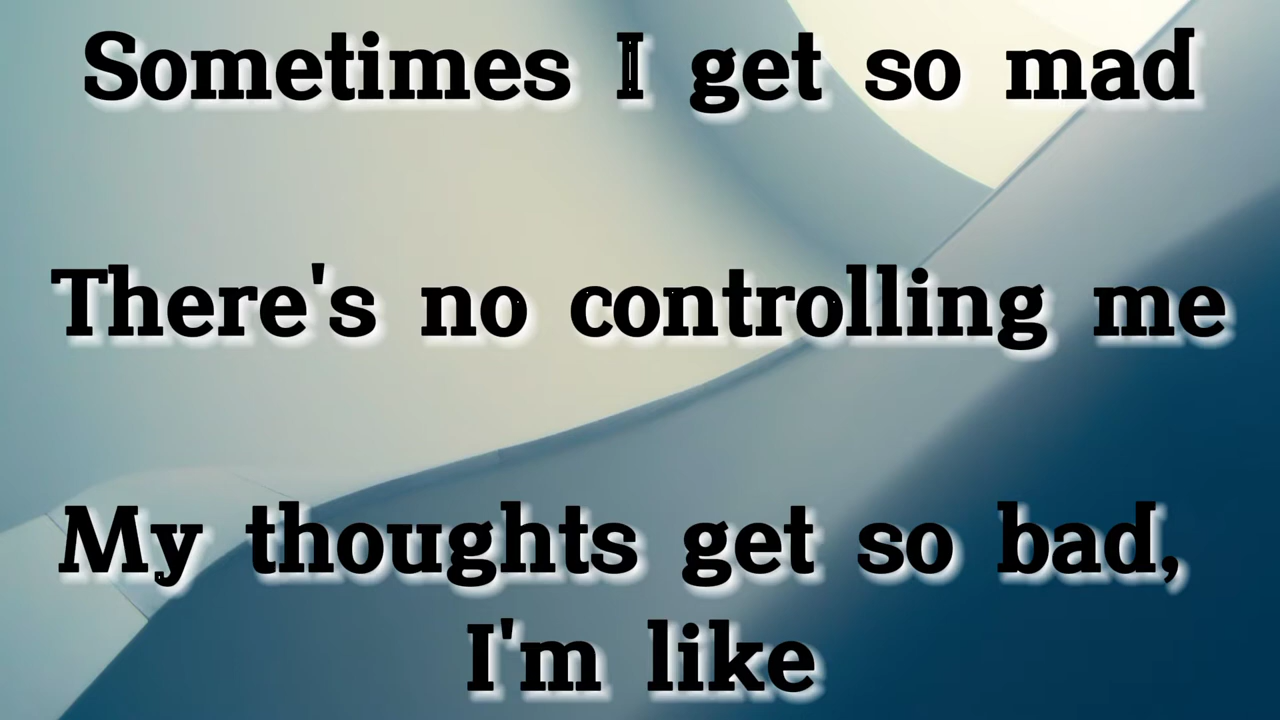 Sometimes I get so mad
There's no controlling me
My thoughts get so bad,
I'm like